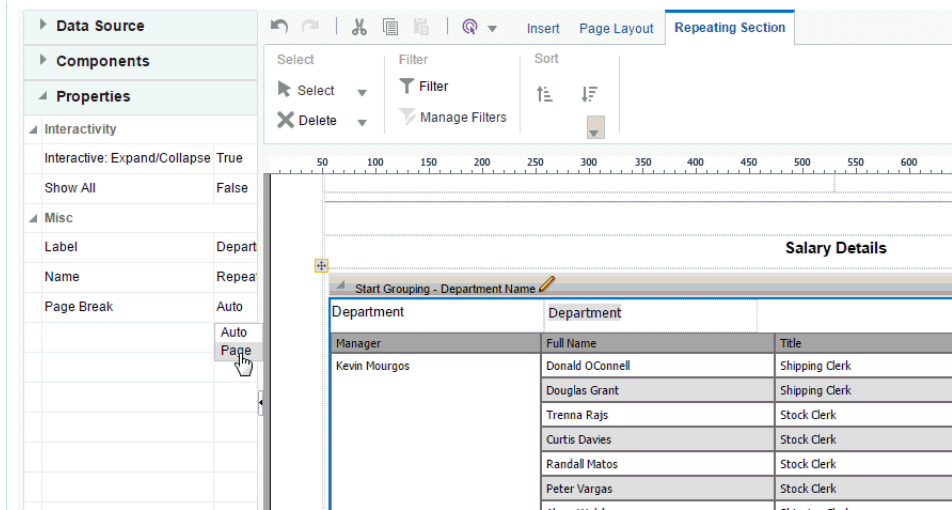 Data Source
Components
Properties
Interactivity
Interactive: Expand/Collapse True
Show All False
Misc
Label Depart
Name Repea
Page Break Auto
Auto
Page
Insert Page Layout Repeating Section
Select Filter Sort
Select Filter
Delete Manage Filters
50 100 150 200 250 300 350 400 450 500 550 600
Salary Details
Start Grouping - Department Name
Department Department
Manager Full Name Title
Kevin Mourgos Donald OConnell Shipping Clerk
Douglas Grant Shipping Clerk
Trenna Rajs Stock Clerk
Curtis Davies Stock Clerk
Randall Matos Stock Clerk
Peter Vargas Stock Clerk